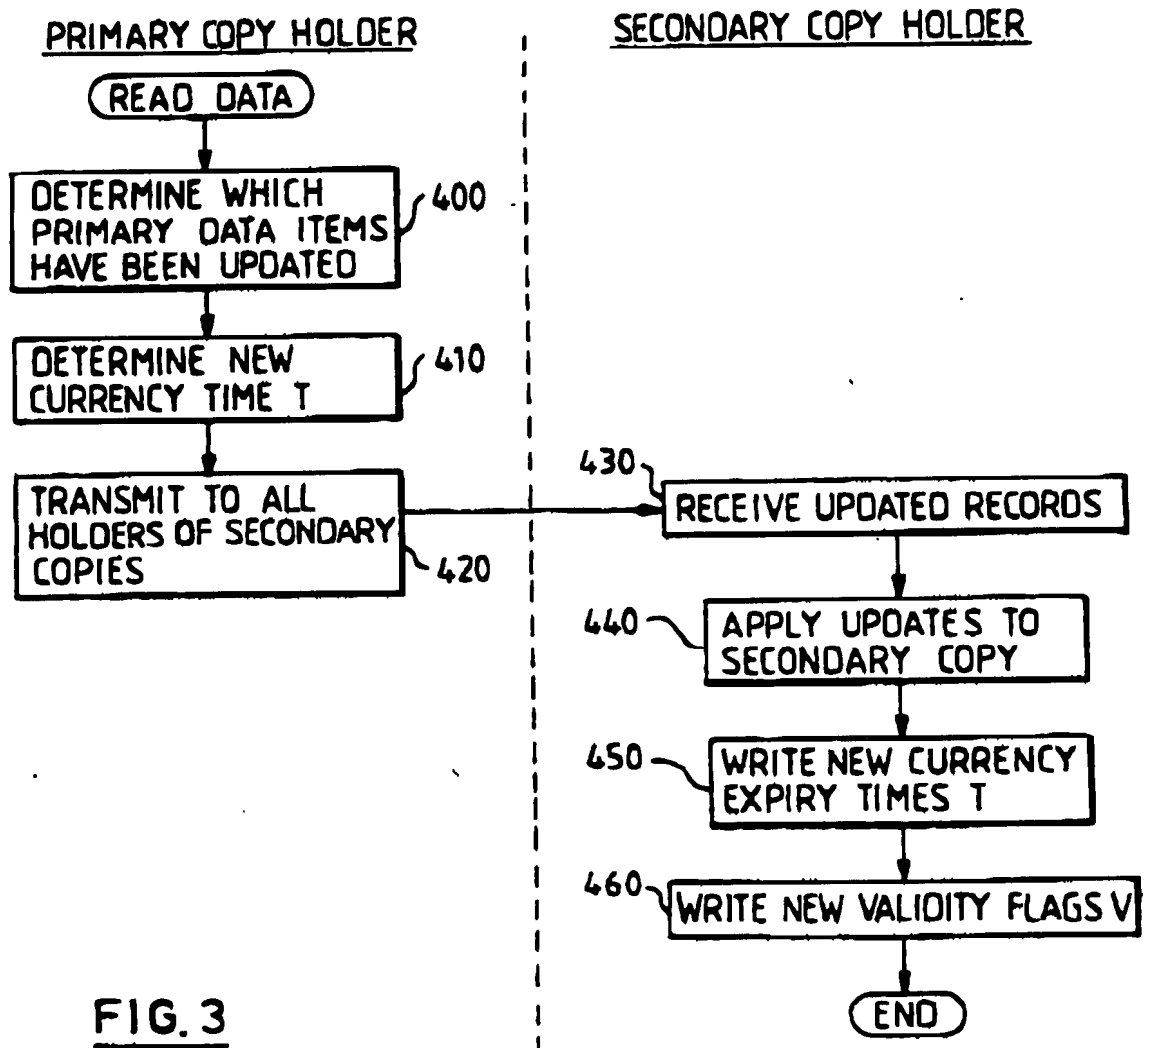 PRIMARY COPY HOLDER
READ DATA
DETERMINE WHICH
PRIMARY DATA ITEMS
HAVE BEEN UPDATED
400
DETERMINE NEW
CURRENCY TIME T
410
TRANSMIT TO ALL
HOLDERS OF SECONDARY
COPIES
420
SECONDARY COPY HOLDER
430
RECEIVE UPDATED RECORDS
440
APPLY UPDATES TO
SECONDARY COPY
450
WRITE NEW CURRENCY
EXPIRY TIMES T
460
WRITE NEW VALIDITY FLAGS V
END
FIG. 3